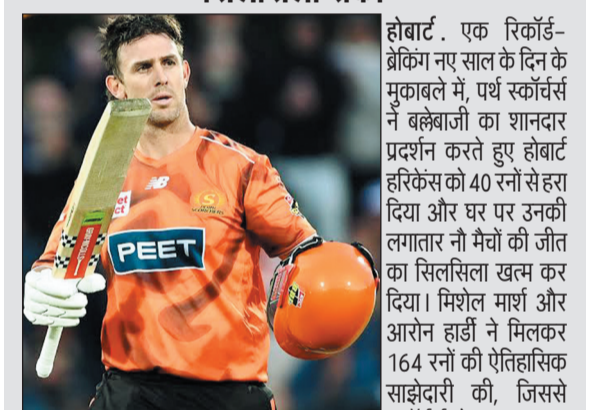 होबार्ट. एक रिकॉर्ड-
ब्रेकिंग नए साल के दिन के
मुकाबले में, पर्थ स्कॉर्चर्स
ने बल्लेबाजी का शानदार
प्रदर्शन करते हुए होबार्ट
हरिकेंस को 40 रनों से हरा
दिया और घर पर उनकी
लगातार नौ मैचों की जीत
का सिलसिला खत्म कर
दिया। मिशेल मार्श और
आरोन हार्डी ने मिलकर
164 रनों की ऐतिहासिक
साझेदारी की, जिससे
NB
PEET